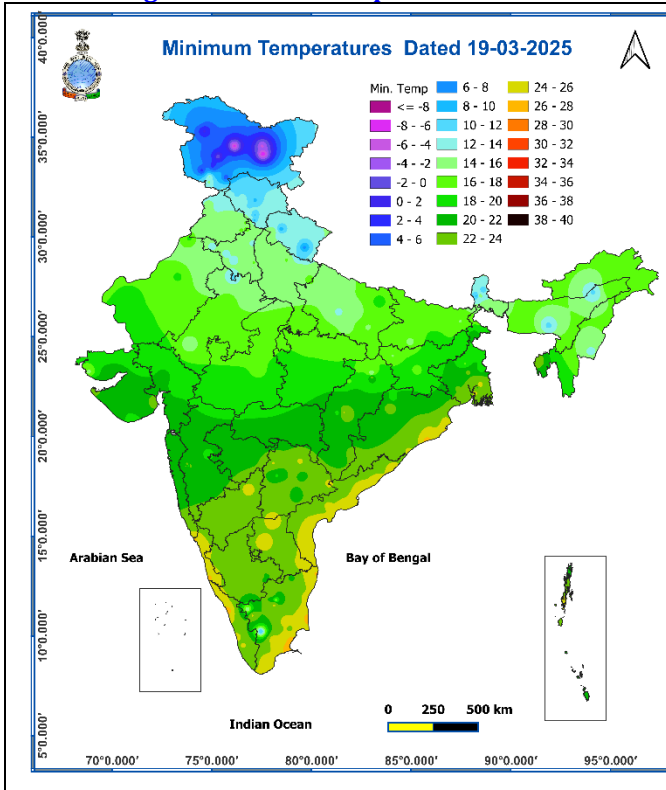 Minimum Temperatures Dated 19-03-2025
Min. Temp
<= -8
-8 - -6
-6 - -4
-4 - -2
-2 - 0
0 - 2
2 - 4
4 - 6
6 - 8
8 - 10
10 - 12
12 - 14
14 - 16
16 - 18
18 - 20
20 - 22
22 - 24
24 - 26
26 - 28
28 - 30
30 - 32
32 - 34
34 - 36
36 - 38
38 - 40
40°0.000'
35°0.000'
30°0.000'
25°0.000'
20°0.000'
15°0.000'
10°0.000'
5°0.000'
Arabian Sea
Bay of Bengal
Indian Ocean
0 250 500 km
70°0.000' 75°0.000' 80°0.000' 85°0.000' 90°0.000' 95°0.000'